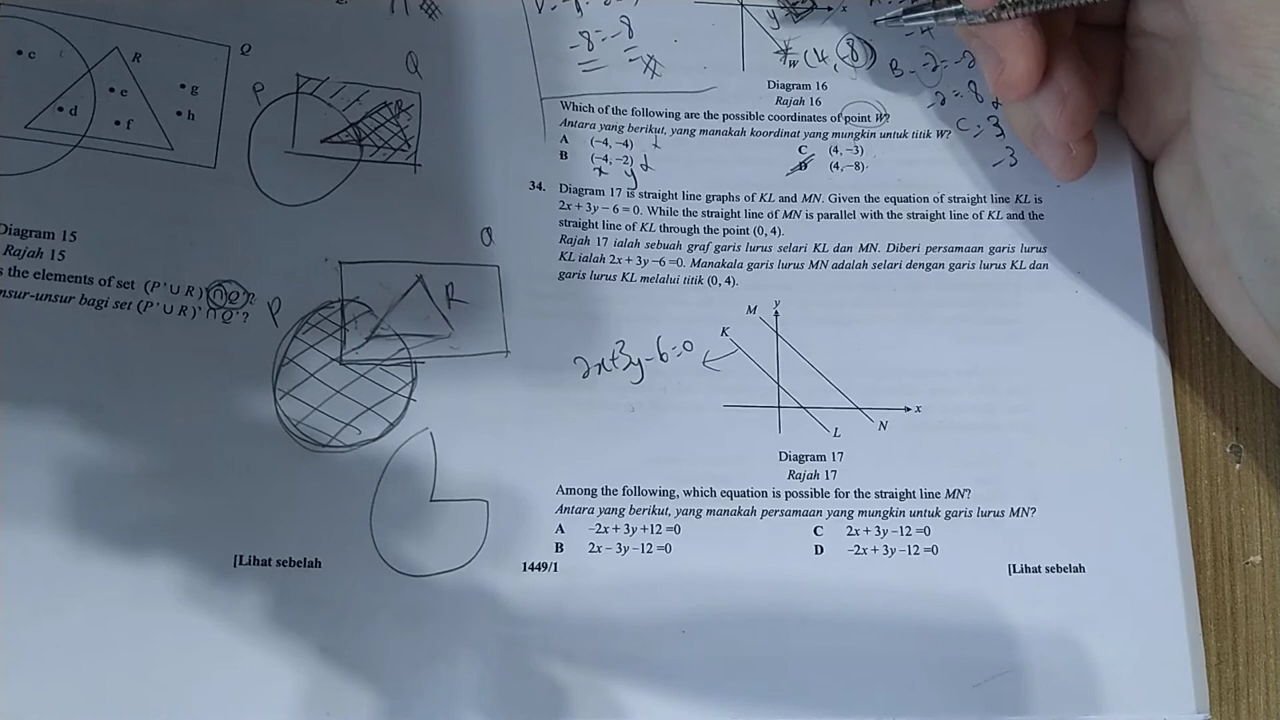 Q
R
c
e
g
d
f
h
Q
P
R
Diagram 15
Rajah 15
s the elements of set (P' ∪ R)' ∩ Q'?
nsur-unsur bagi set (P' ∪ R)' ∩ Q'?
Q
P
R
[Lihat sebelah
-8=-8
W (4, 8)
y
x
Diagram 16
Rajah 16
B -2=-2
-2=8
C: 3
-3
Which of the following are the possible coordinates of point W?
Antara yang berikut, yang manakah koordinat yang mungkin untuk titik W?
A (–4, –4)
B (–4, –2)
x y
C (4, –3)
D (4, –8)
34. Diagram 17 is straight line graphs of KL and MN. Given the equation of straight line KL is
2x + 3y – 6 = 0. While the straight line of MN is parallel with the straight line of KL and the
straight line of KL through the point (0, 4).
Rajah 17 ialah sebuah graf garis lurus selari KL dan MN. Diberi persamaan garis lurus
KL ialah 2x + 3y –6 =0. Manakala garis lurus MN adalah selari dengan garis lurus KL dan
garis lurus KL melalui titik (0, 4).
y
M
K
2x+3y-6=0
x
L
N
Diagram 17
Rajah 17
Among the following, which equation is possible for the straight line MN?
Antara yang berikut, yang manakah persamaan yang mungkin untuk garis lurus MN?
A –2x + 3y +12 =0
B 2x – 3y –12 =0
C 2x + 3y –12 =0
D –2x + 3y –12 =0
1449/1
[Lihat sebelah